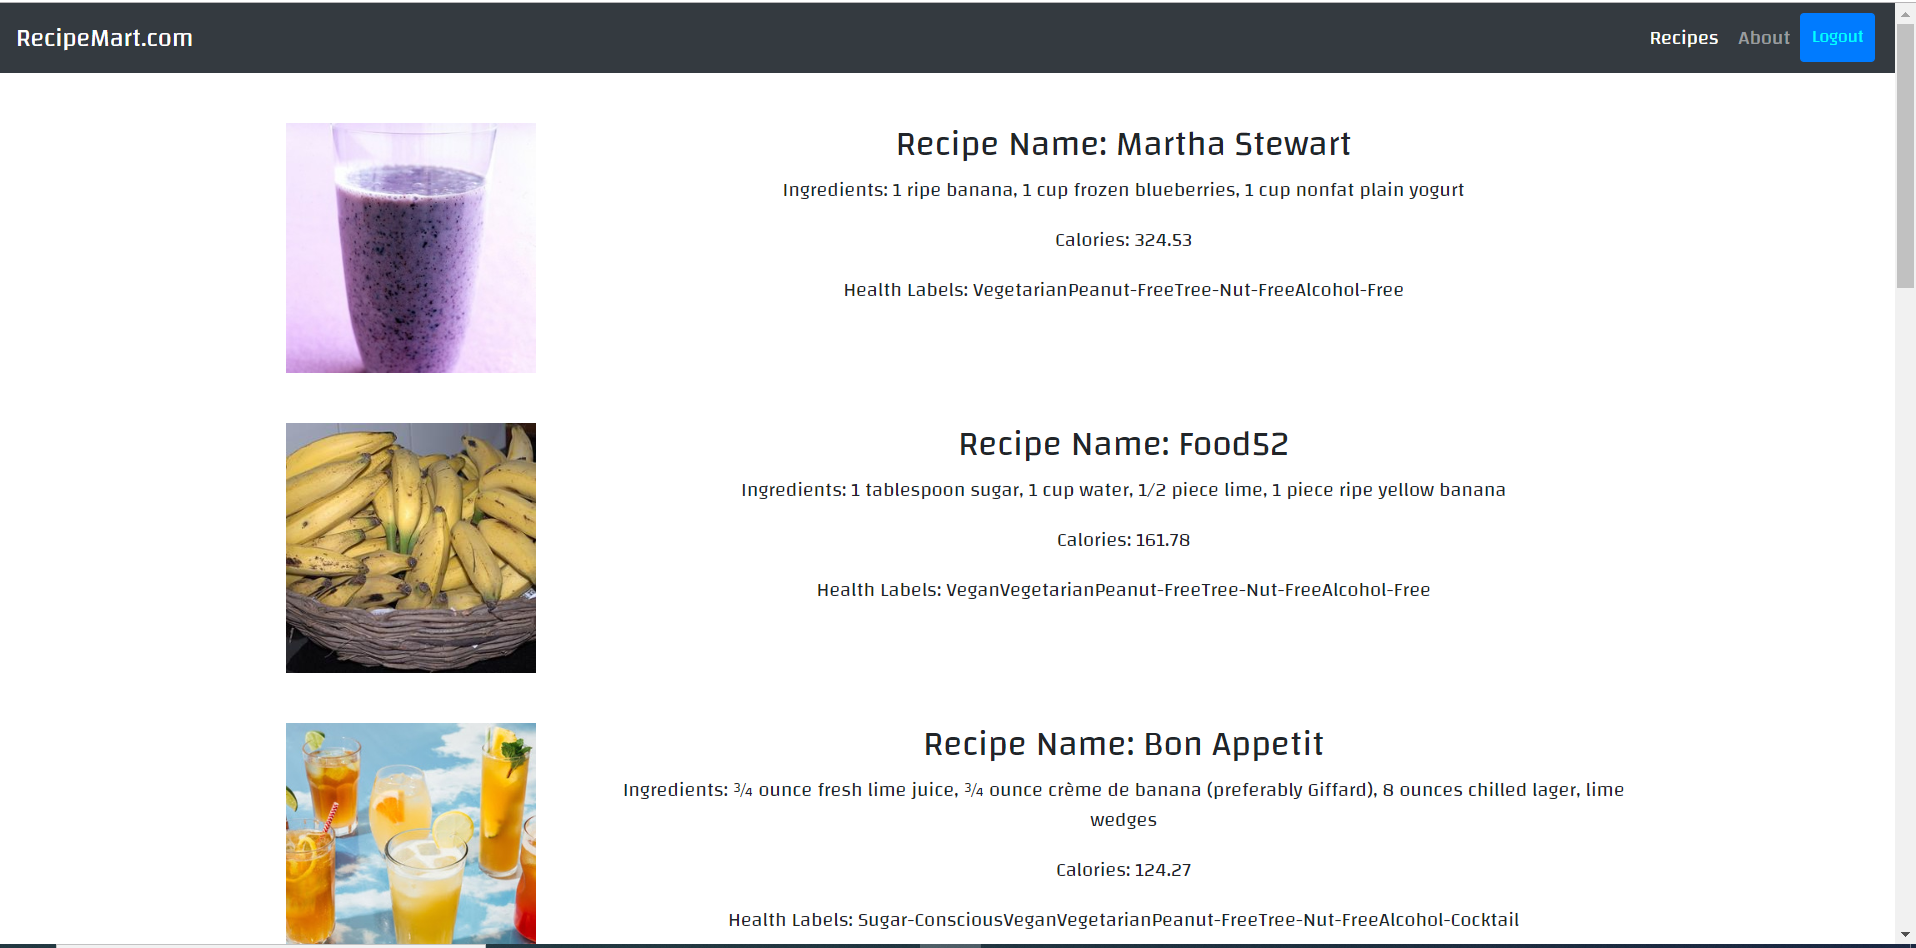 RecipeMart.com
Recipes
About
Logout
Recipe Name: Martha Stewart
Ingredients: 1 ripe banana, 1 cup frozen blueberries, 1 cup nonfat plain yogurt
Calories: 324.53
Health Labels: VegetarianPeanut-FreeTree-Nut-FreeAlcohol-Free
Recipe Name: Food52
Ingredients: 1 tablespoon sugar, 1 cup water, 1/2 piece lime, 1 piece ripe yellow banana
Calories: 161.78
Health Labels: VeganVegetarianPeanut-FreeTree-Nut-FreeAlcohol-Free
Recipe Name: Bon Appetit
Ingredients: ¾ ounce fresh lime juice, ¾ ounce crème de banana (preferably Giffard), 8 ounces chilled lager, lime
wedges
Calories: 124.27
Health Labels: Sugar-ConsciousVeganVegetarianPeanut-FreeTree-Nut-FreeAlcohol-Cocktail